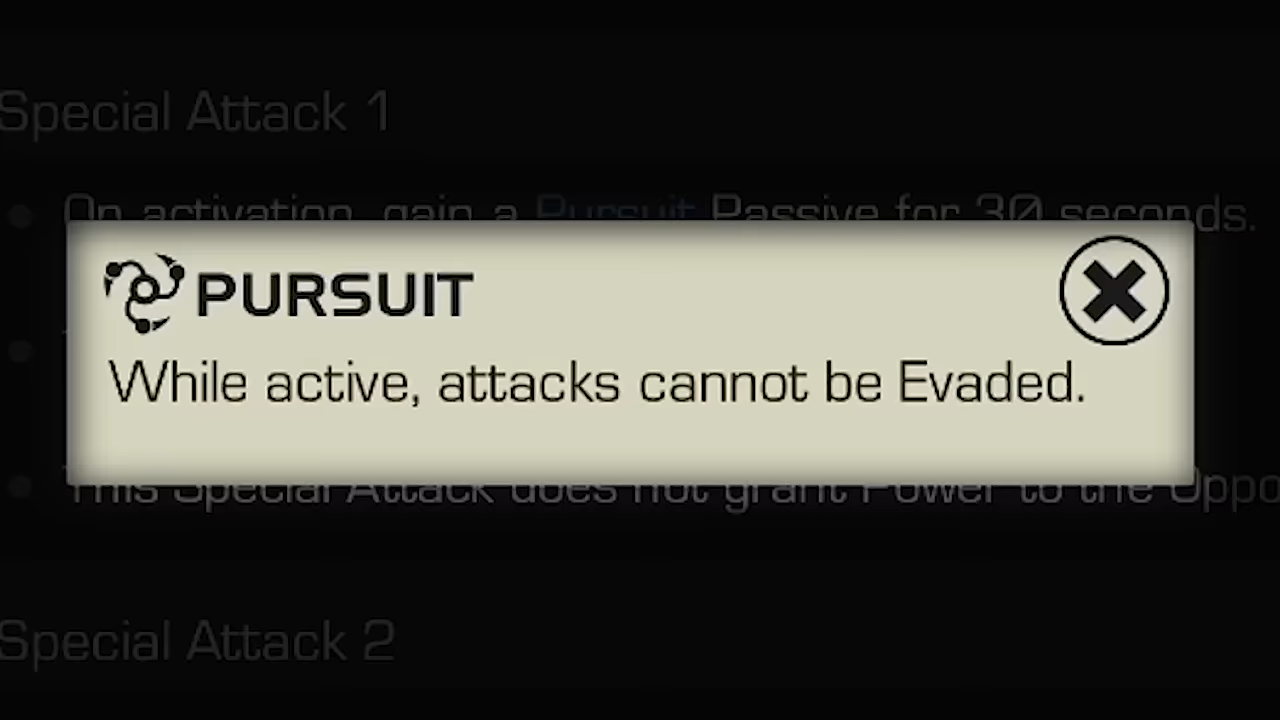 Special Attack 1
On activation, gain a Pursuit Passive for 30 seconds.
PURSUIT
While active, attacks cannot be Evaded.
This Special Attack does not grant Power to the Oppo
Special Attack 2